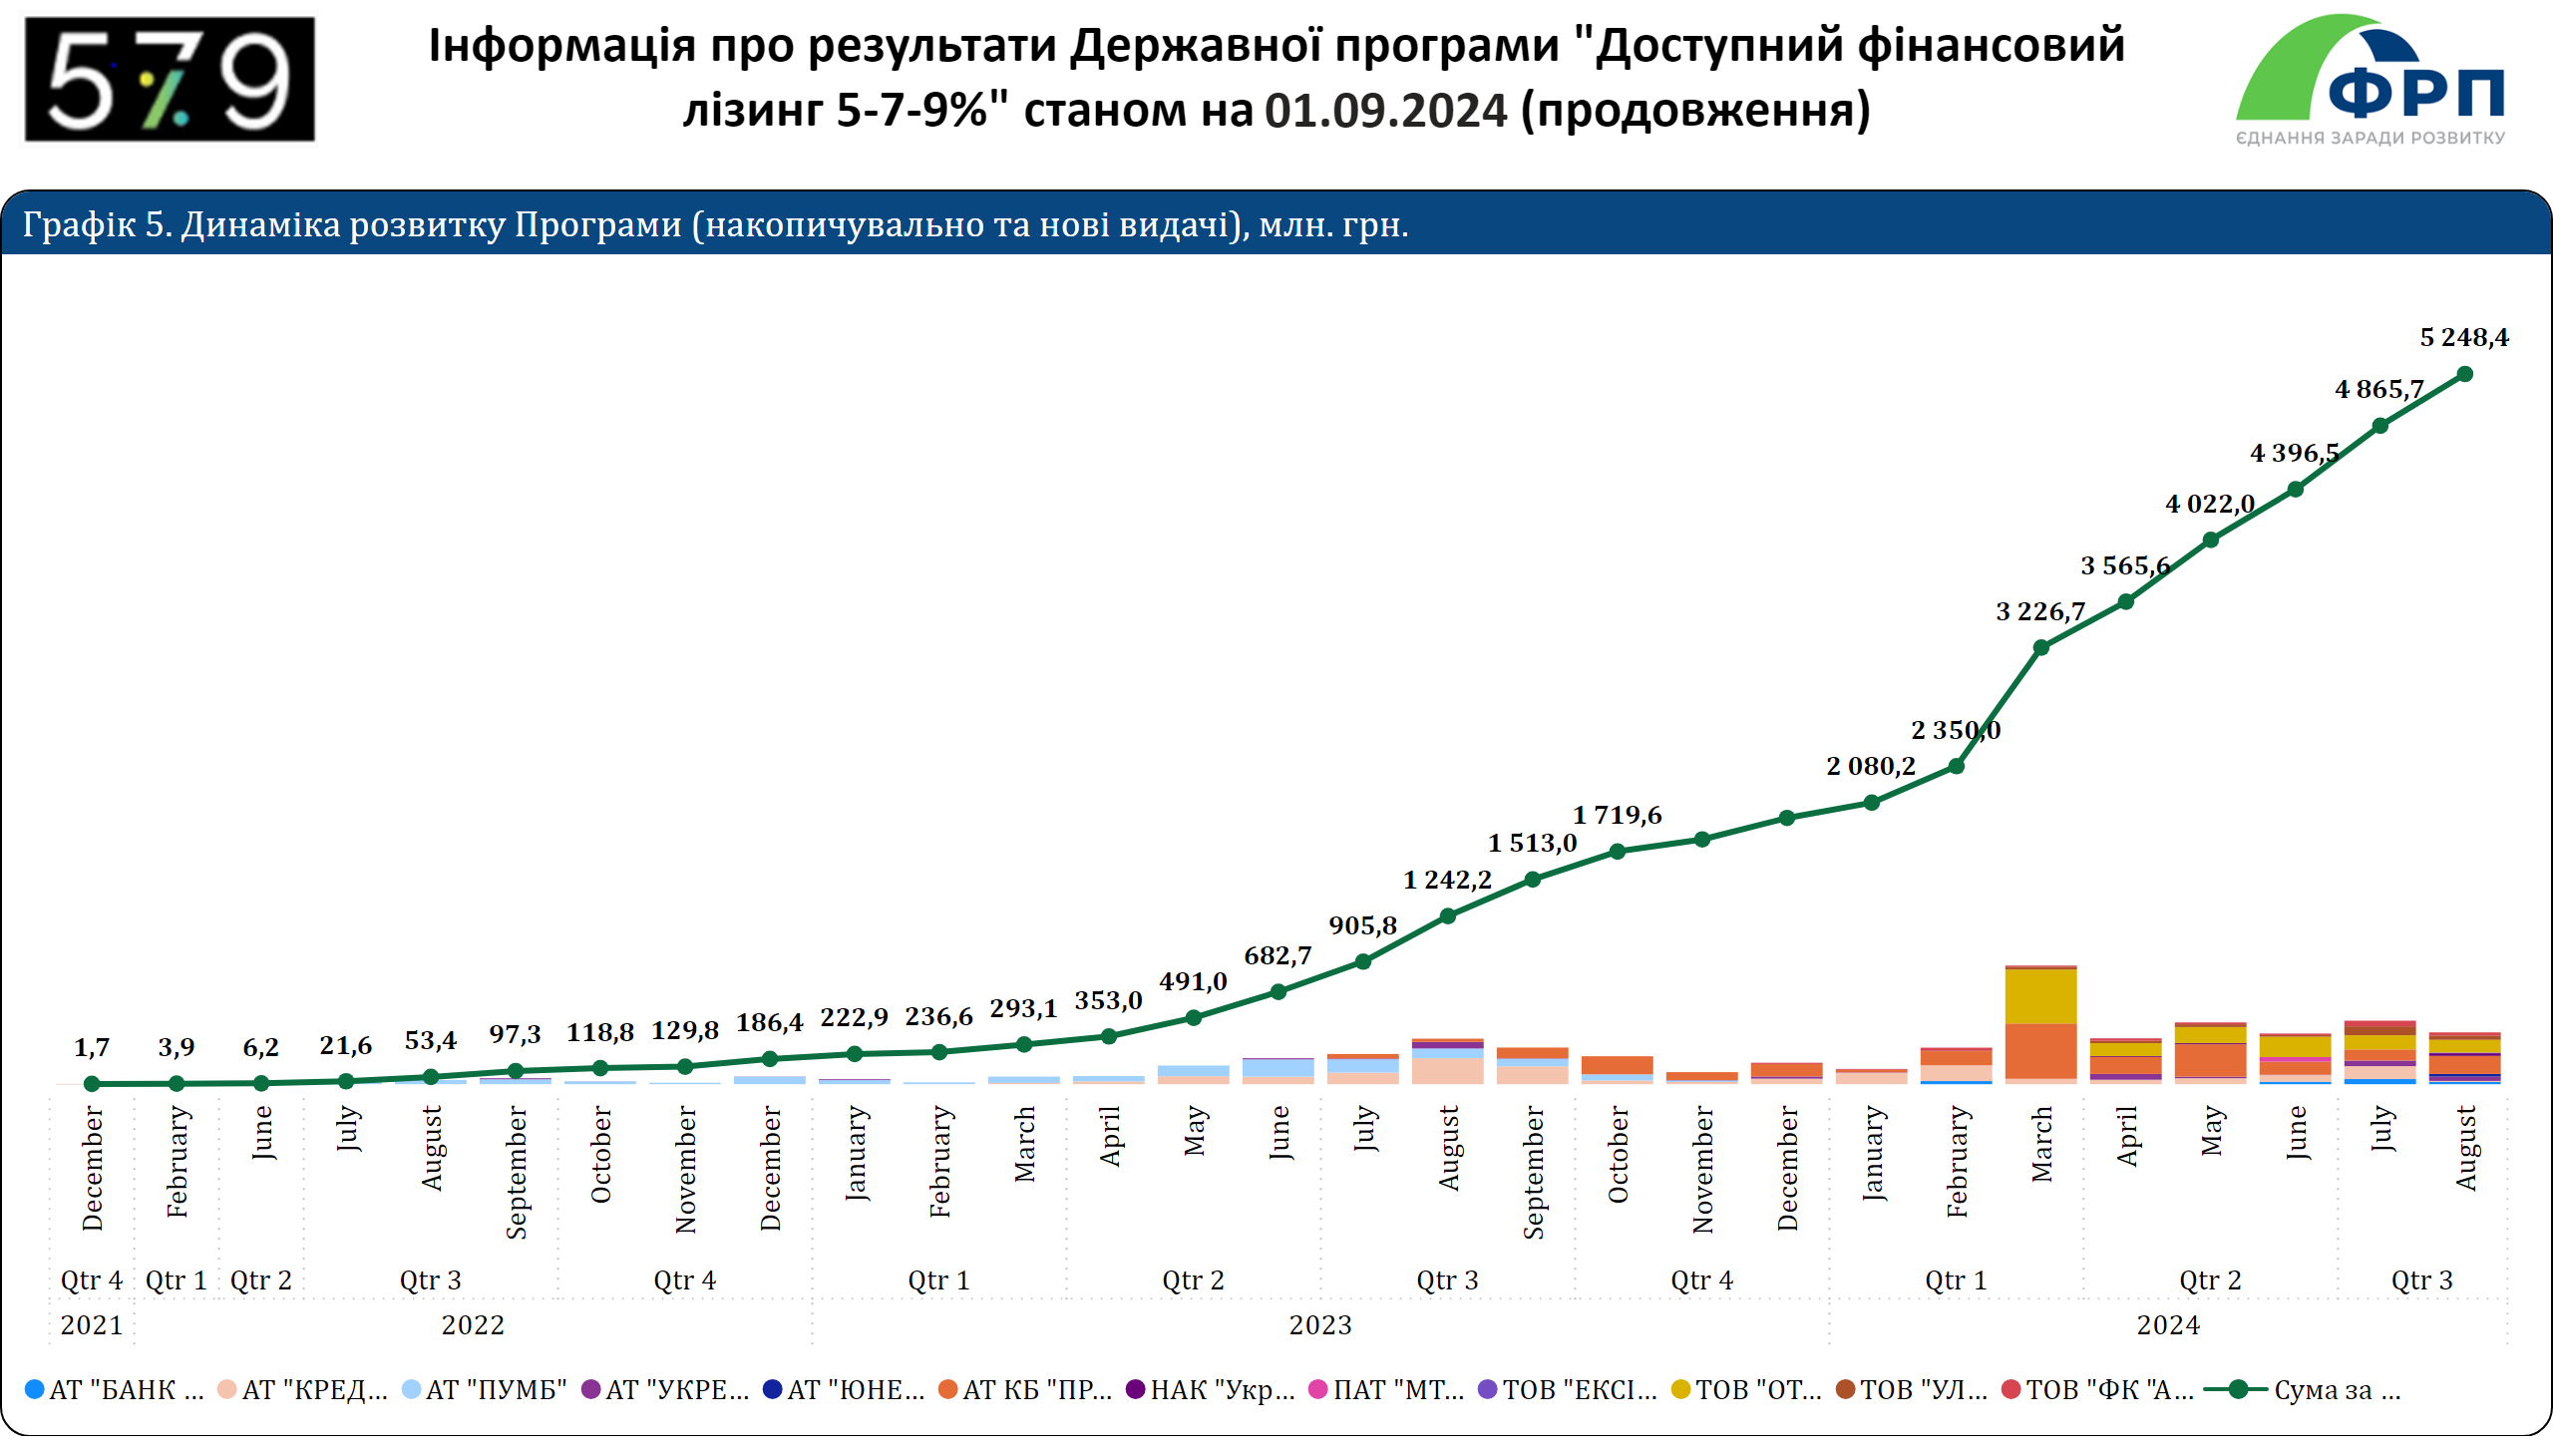 579
Інформація про результати Державної програми "Доступний фінансовий
лізинг 5-7-9%" станом на 01.09.2024 (продовження)
ФРП
ЄДНАННЯ ЗАРАДИ РОЗВИТКУ
Графік 5. Динаміка розвитку Програми (накопичувально та нові видачі), млн. грн.
1,7 3,9 6,2 21,6 53,4 97,3 118,8 129,8 186,4 222,9 236,6 293,1 353,0 491,0 682,7 905,8 1 242,2 1 513,0 1 719,6 2 080,2 2 350,0 3 226,7 3 565,6 4 022,0 4 396,5 4 865,7 5 248,4
December February June July August September October November December January February March April May June July August September October November December January February March April May June July August
Qtr 4 Qtr 1 Qtr 2 Qtr 3 Qtr 4 Qtr 1 Qtr 2 Qtr 3 Qtr 4 Qtr 1 Qtr 2 Qtr 3
2021 2022 2023 2024
АТ "БАНК ... АТ "КРЕД... АТ "ПУМБ" АТ "УКРЕ... АТ "ЮНЕ... АТ КБ "ПР... НАК "Укр... ПАТ "МТ... ТОВ "ЕКСІ... ТОВ "ОТ... ТОВ "УЛ... ТОВ "ФК "А... Сума за ...